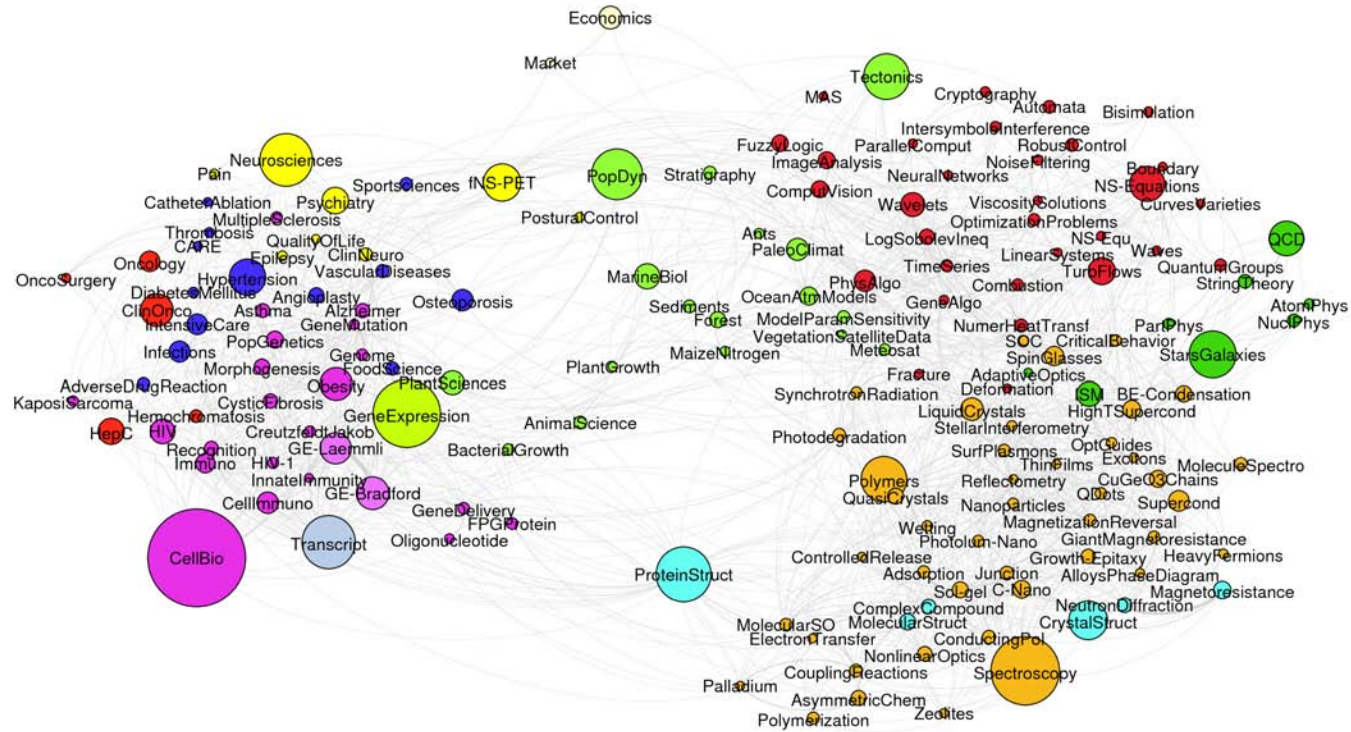 Economics
Market
Tectonics
MAS
Cryptography
Automata
Bisimulation
IntersymbolsInterference
FuzzyLogic
ParallelComput
RobustControl
ImageAnalysis
NoiseFiltering
Boundary
Neurosciences
Pain
SportSciences
fNS-PET
PopDyn
Stratigraphy
NeuralNetworks
NS-Equations
ComputVision
Psychiatry
CatheterAblation
MultipleSclerosis
PosturalControl
Wavelets
ViscositySolutions
CurvesVarieties
OptimizationProblems
Thrombosis
QualityOfLife
Ants
LogSobolevIneq
NS-Equ
QCD
CARE
Epilepsy
ClinNeuro
PaleoClimat
LinearSystems
Waves
Oncology
VascularDiseases
MarineBiol
TimeSeries
TurbFlows
QuantumGroups
OncoSurgery
Hypertension
PhysAlgo
Combustion
StringTheory
DiabetesMellitus
Angioplasty
Osteoporosis
OceanAtmModels
GeneAlgo
AtomPhys
ClinOnco
Asthma
Alzheimer
Sediments
Forest
ModelParamSensitivity
PartPhys
NuclPhys
IntensiveCare
GeneMutation
NumerHeatTransf
PopGenetics
VegetationSatelliteData
SOC
CriticalBehavior
Infections
Genome
MaizeNitrogen
Meteosat
SpinGlasses
StarsGalaxies
Morphogenesis
FoodScience
PlantGrowth
Fracture
AdaptiveOptics
AdverseDrugReaction
Obesity
PlantSciences
SynchrotronRadiation
Deformation
ISM
BE-Condensation
KaposiSarcoma
CysticFibrosis
GeneExpression
LiquidCrystals
HighTSupercond
Hemochromatosis
AnimalScience
StellarInterferometry
HepC
HIV
CreutzfeldtJakob
Photodegradation
OptGuides
Recognition
GE-Laemmli
BacterialGrowth
SurfPlasmons
Excitons
Immuno
HIV-1
ThinFilms
MoleculeSpectro
InnateImmunity
Polymers
Reflectometry
CuGeO3Chains
GE-Bradford
QuasiCrystals
QDots
Supercond
CellImmuno
GeneDelivery
Nanoparticles
FPGProtein
Wetting
MagnetizationReversal
Transcript
Oligonucleotide
Photolum-Nano
GiantMagnetoresistance
CellBio
ControlledRelease
Growth-Epitaxy
HeavyFermions
ProteinStruct
Adsorption
Junction
AlloysPhaseDiagram
Sol-gel
C-Nano
Magnetoresistance
ComplexCompound
NeutronDiffraction
MolecularSO
MolecularStruct
CrystalStruct
ElectronTransfer
ConductingPol
NonlinearOptics
CouplingReactions
Spectroscopy
Palladium
AsymmetricChem
Polymerization
Zeolites